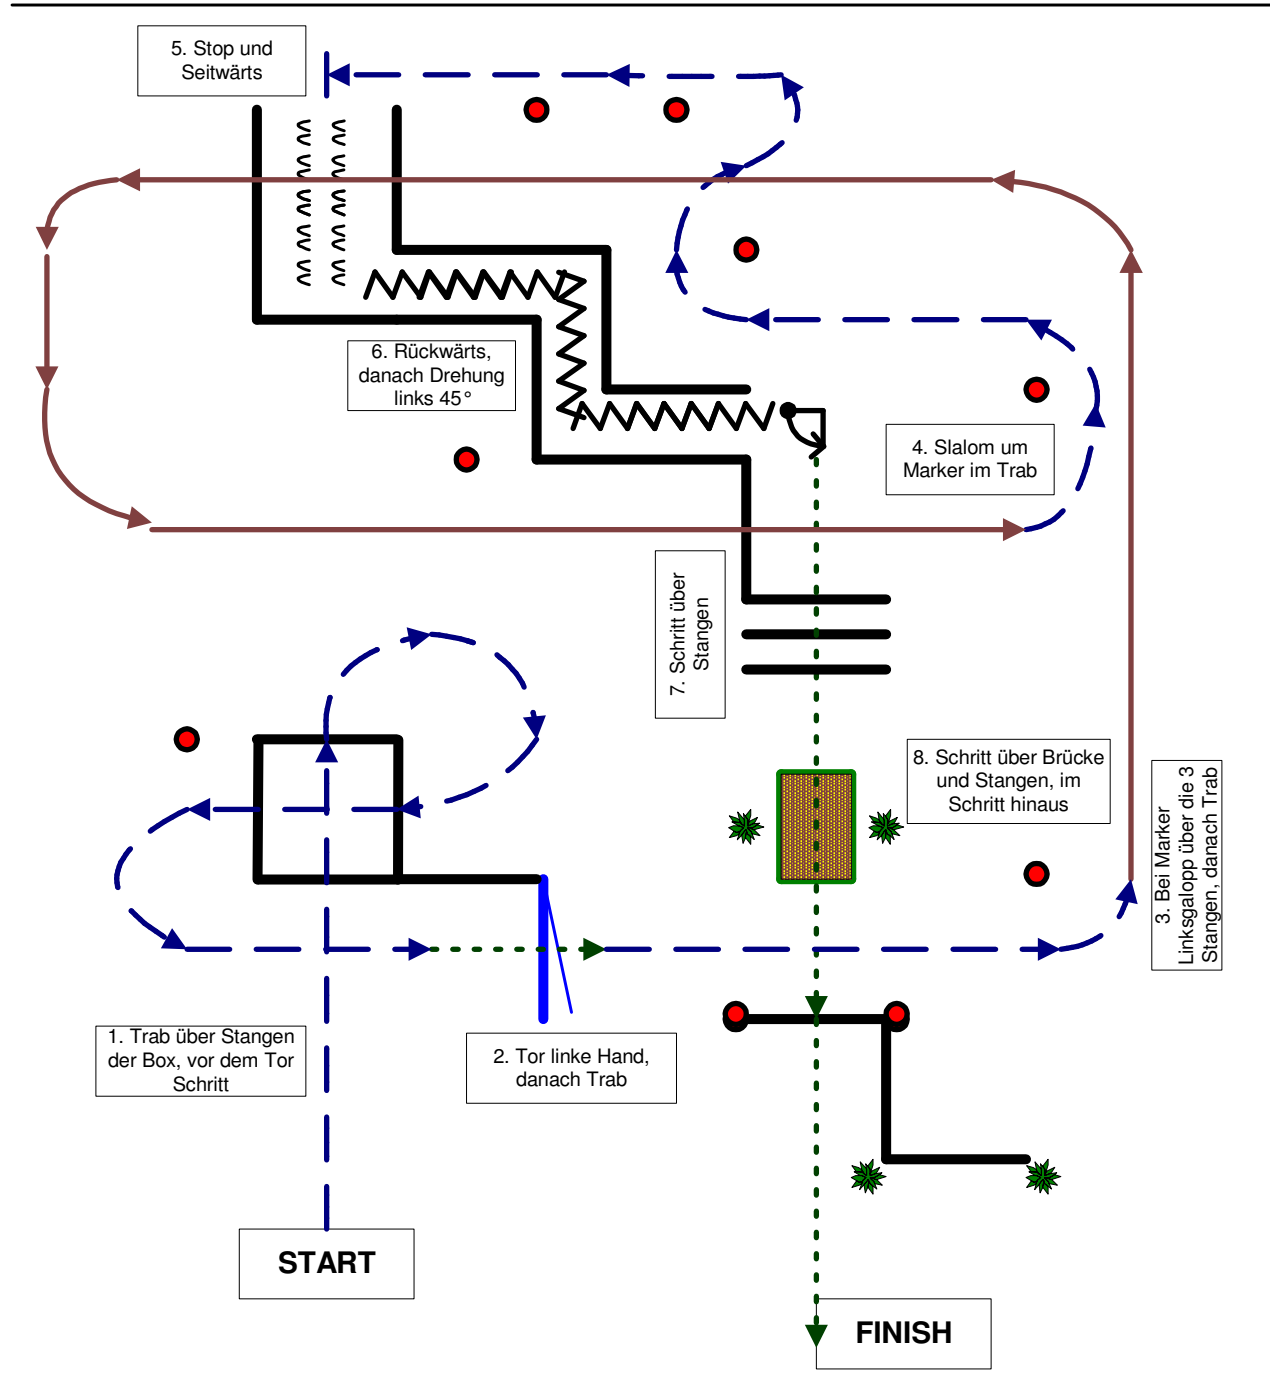 5. Stop und
Seitwärts
6. Rückwärts,
danach Drehung
links 45°
4. Slalom um
Marker im Trab
7. Schritt über
Stangen
8. Schritt über Brücke
und Stangen, im
Schritt hinaus
3. Bei Marker
Linksgalopp über die 3
Stangen, danach Trab
1. Trab über Stangen
der Box, vor dem Tor
Schritt
2. Tor linke Hand,
danach Trab
START
FINISH